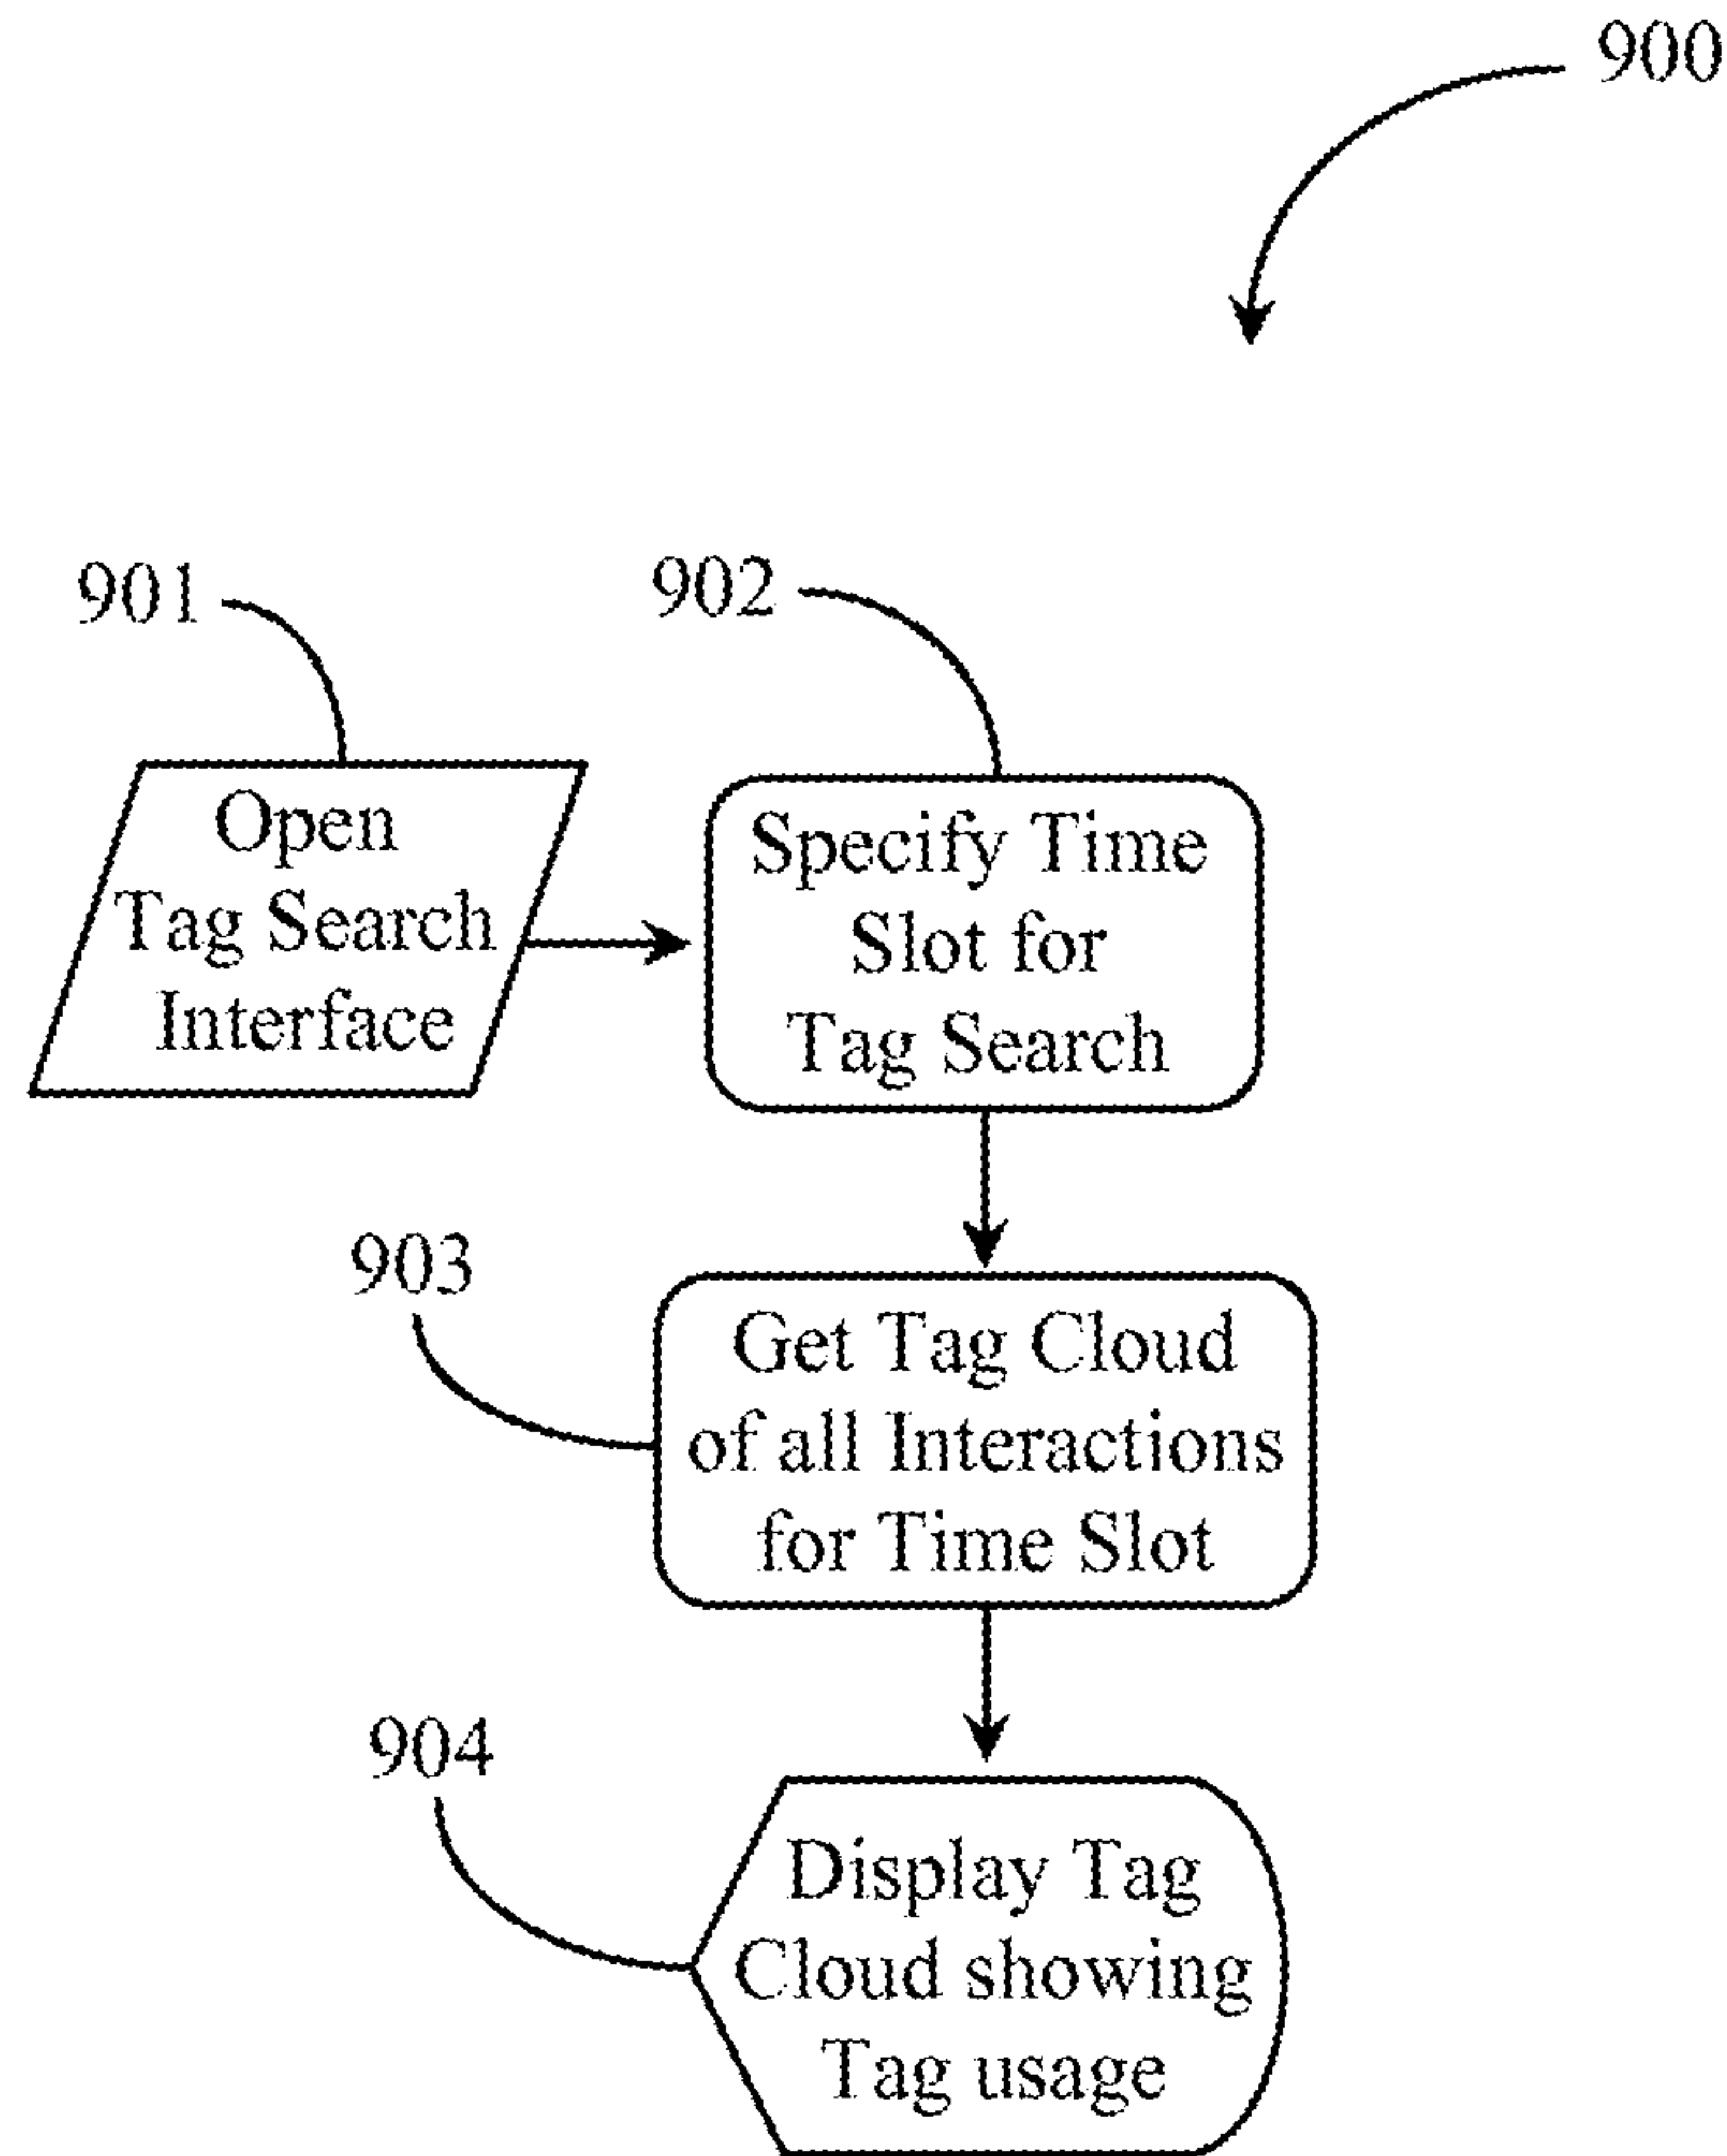 900
901
Open
Tag Search
Interface
902
Specify Time
Slot for
Tag Search
903
Get Tag Cloud
of all Interactions
for Time Slot
904
Display Tag
Cloud showing
Tag usage